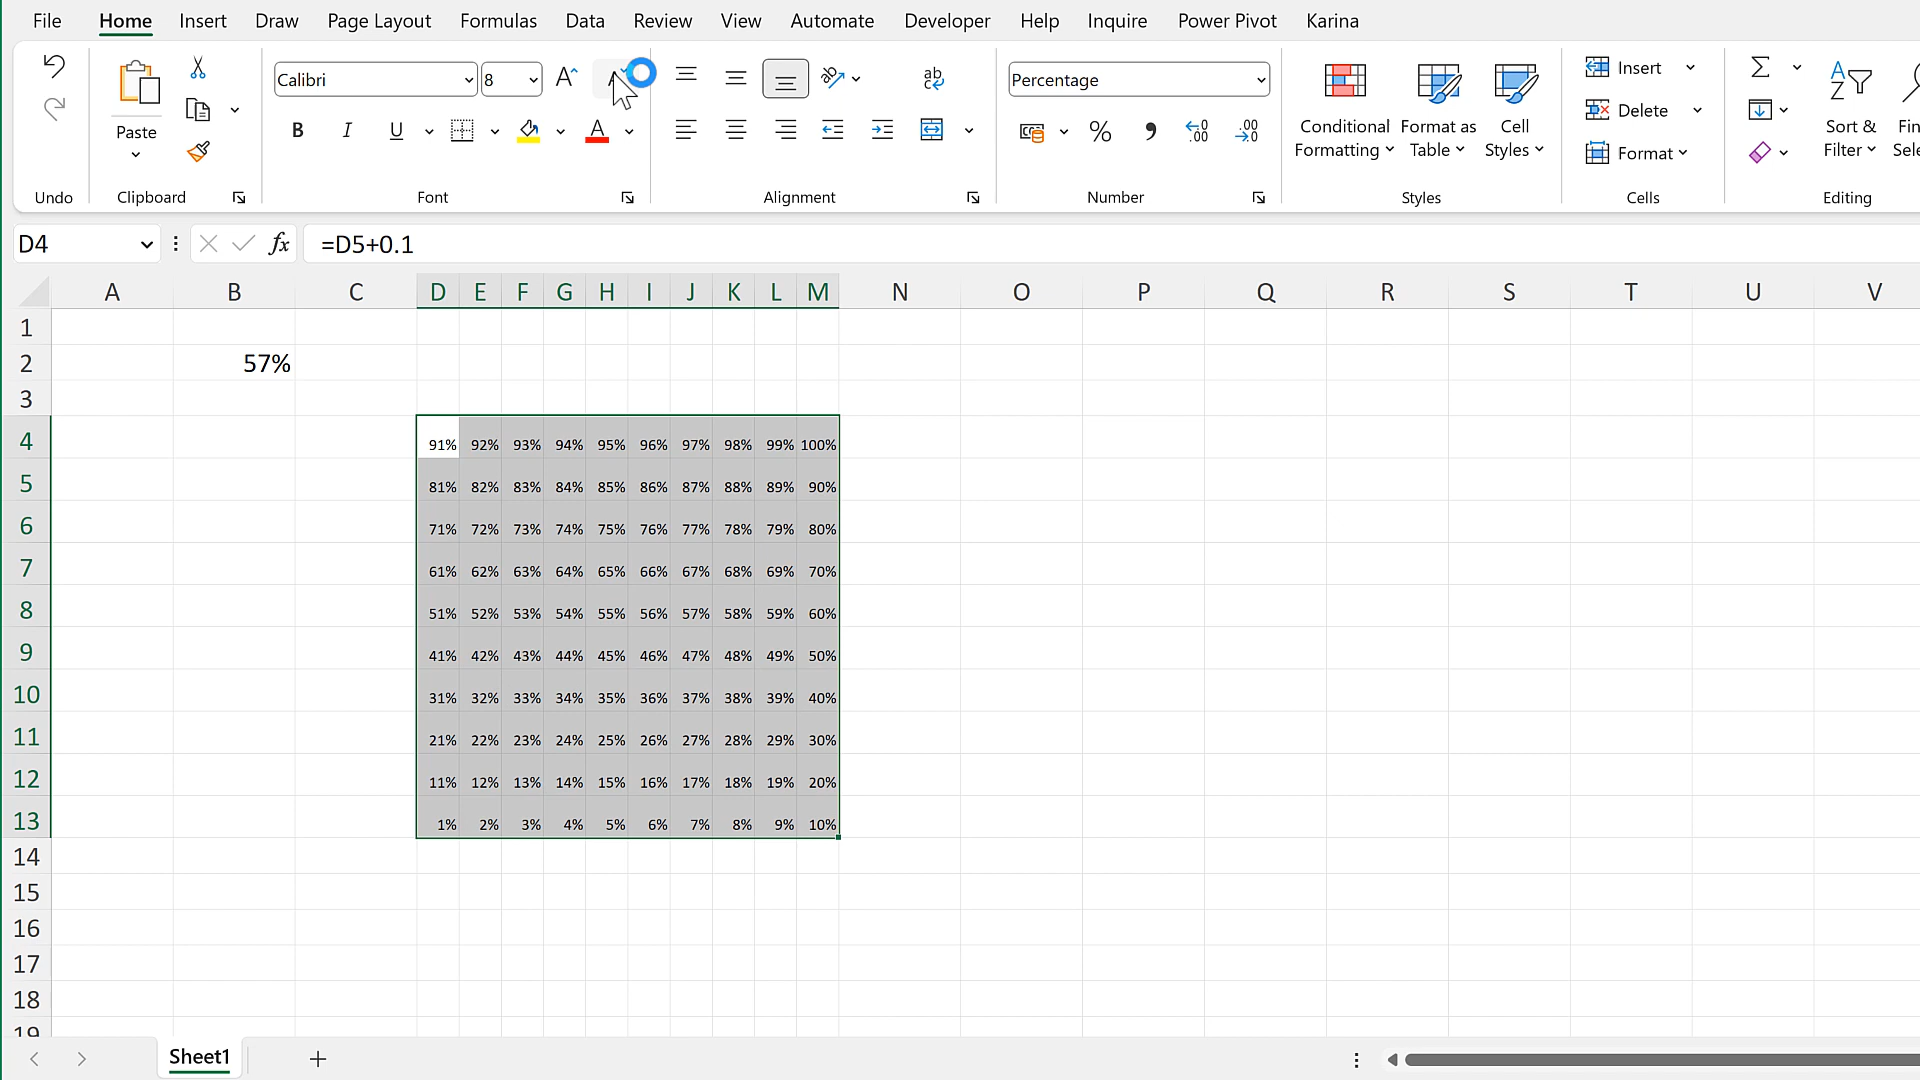 File Home Insert Draw Page Layout Formulas Data Review View Automate Developer Help Inquire Power Pivot Karina
Calibri 8 Percentage
Paste B I U Conditional Formatting Format as Table Cell Styles Insert Delete Format Sort & Filter
Undo Clipboard Font Alignment Number Styles Cells Editing
D4 fx =D5+0.1
A B C D E F G H I J K L M N O P Q R S T U V
1
2 57%
3
4 91% 92% 93% 94% 95% 96% 97% 98% 99% 100%
5 81% 82% 83% 84% 85% 86% 87% 88% 89% 90%
6 71% 72% 73% 74% 75% 76% 77% 78% 79% 80%
7 61% 62% 63% 64% 65% 66% 67% 68% 69% 70%
8 51% 52% 53% 54% 55% 56% 57% 58% 59% 60%
9 41% 42% 43% 44% 45% 46% 47% 48% 49% 50%
10 31% 32% 33% 34% 35% 36% 37% 38% 39% 40%
11 21% 22% 23% 24% 25% 26% 27% 28% 29% 30%
12 11% 12% 13% 14% 15% 16% 17% 18% 19% 20%
13 1% 2% 3% 4% 5% 6% 7% 8% 9% 10%
14
15
16
17
18
19
Sheet1